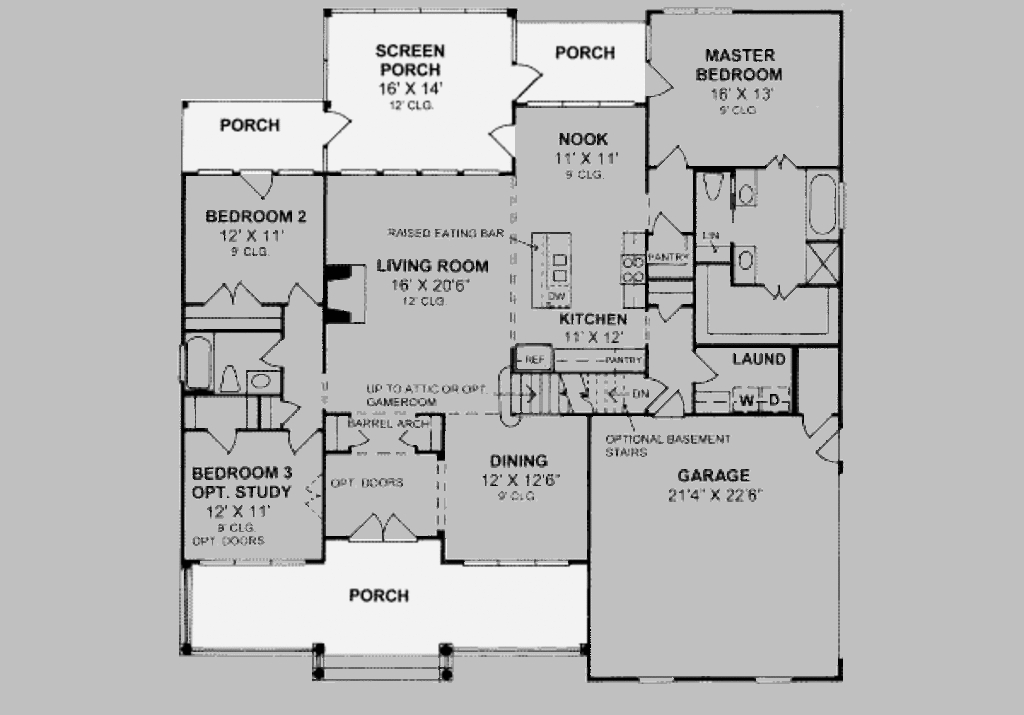 SCREEN
PORCH
16' X 14'
12' CLG.
PORCH
MASTER
BEDROOM
16' X 13'
9' CLG.
PORCH
NOOK
11' X 11'
9' CLG.
BEDROOM 2
12' X 11'
9' CLG.
RAISED EATING BAR
LIN
PANTRY
LIVING ROOM
16' X 20'6"
12' CLG.
DW
KITCHEN
11' X 12'
REF
PANTRY
LAUND
W D
UP TO ATTIC OR OPT.
GAMEROOM
DN
BARREL ARCH
OPTIONAL BASEMENT
STAIRS
BEDROOM 3
OPT. STUDY
12' X 11'
9' CLG.
OPT DOORS
OPT DOORS
DINING
12' X 12'6"
9' CLG
GARAGE
21'4" X 22'6"
PORCH